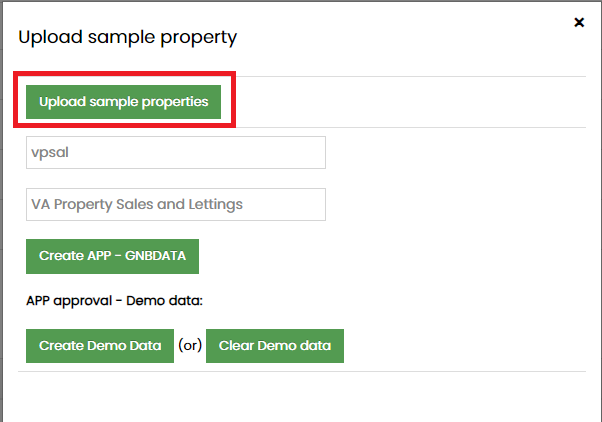 ×
Upload sample property
Upload sample properties
vpsal
VA Property Sales and Lettings
Create APP - GNBDATA
APP approval - Demo data:
Create Demo Data (or) Clear Demo data